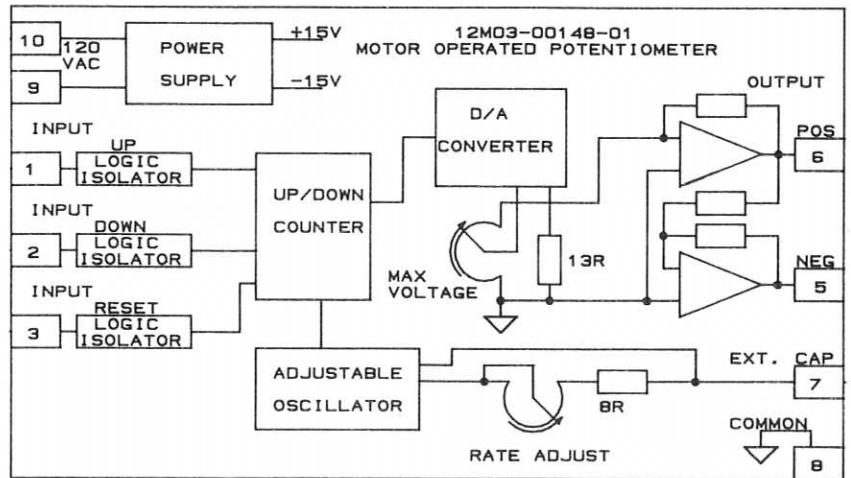 12M03-00148-01
MOTOR OPERATED POTENTIOMETER
10
120
VAC
9
POWER
SUPPLY
+15V
-15V
INPUT
1
UP
LOGIC
ISOLATOR
INPUT
2
DOWN
LOGIC
ISOLATOR
INPUT
3
RESET
LOGIC
ISOLATOR
UP/DOWN
COUNTER
D/A
CONVERTER
MAX
VOLTAGE
13R
OUTPUT
POS
6
NEG
5
ADJUSTABLE
OSCILLATOR
8R
RATE ADJUST
EXT. CAP
7
COMMON
8